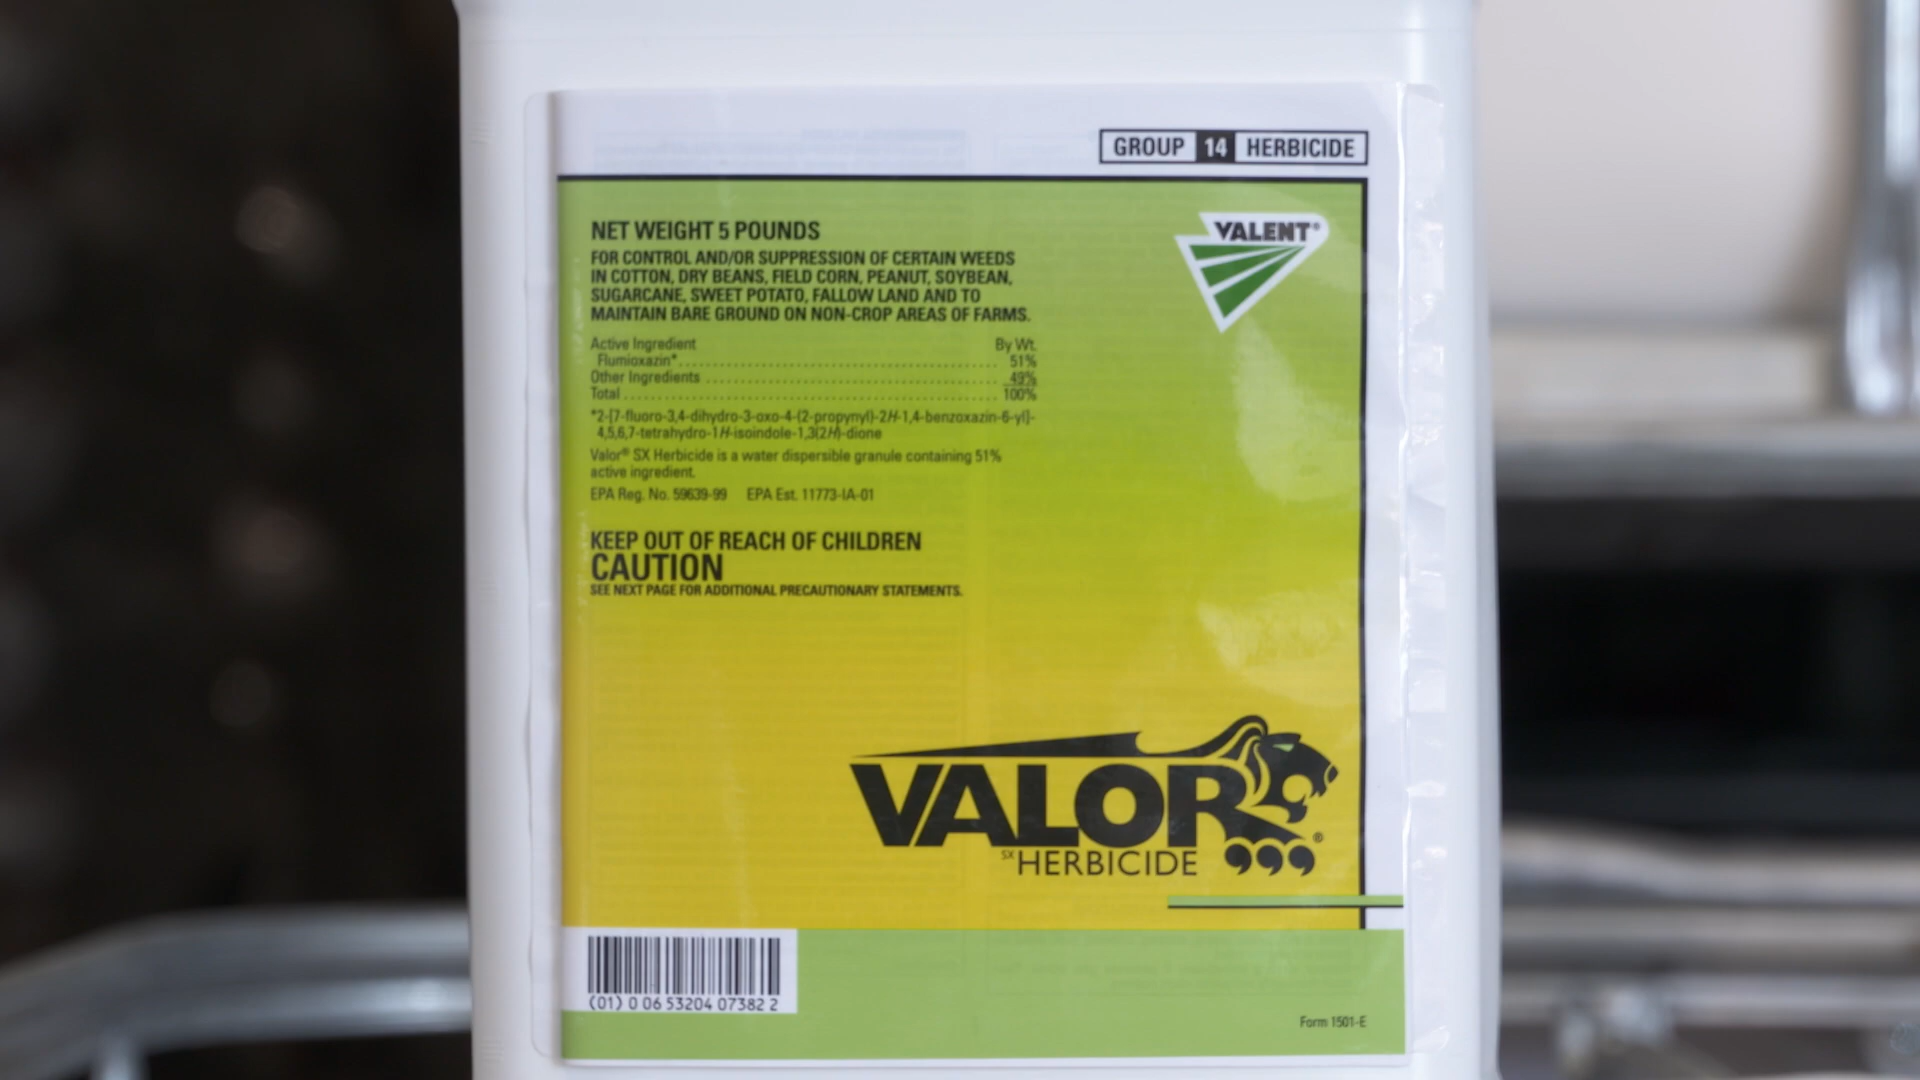 GROUP 14 HERBICIDE
NET WEIGHT 5 POUNDS
VALENT®
FOR CONTROL AND/OR SUPPRESSION OF CERTAIN WEEDS
IN COTTON, DRY BEANS, FIELD CORN, PEANUT, SOYBEAN,
SUGARCANE, SWEET POTATO, FALLOW LAND AND TO
MAINTAIN BARE GROUND ON NON-CROP AREAS OF FARMS.
Active Ingredient By Wt.
Flumioxazin* 51%
Other Ingredients 49%
Total 100%
*2-[7-fluoro-3,4-dihydro-3-oxo-4-(2-propynyl)-2H-1,4-benzoxazin-6-yl]-
4,5,6,7-tetrahydro-1H-isoindole-1,3(2H)-dione
Valor® SX Herbicide is a water dispersible granule containing 51%
active ingredient.
EPA Reg. No. 59639-99 EPA Est. 11773-IA-01
KEEP OUT OF REACH OF CHILDREN
CAUTION
SEE NEXT PAGE FOR ADDITIONAL PRECAUTIONARY STATEMENTS.
VALOR®
SX HERBICIDE
(01) 0 06 53204 07382 2
Form 1501-E